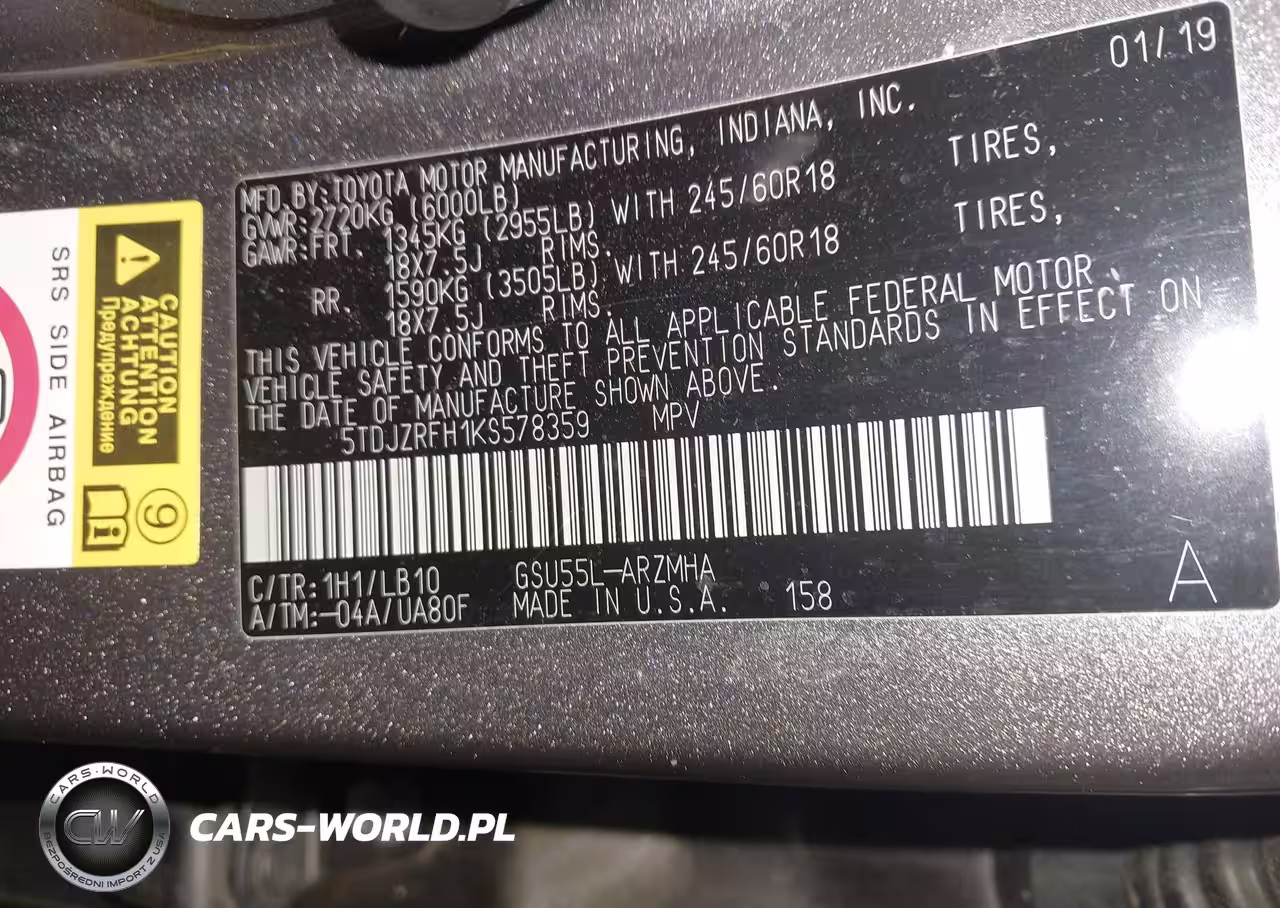 01/19
MFD.BY:TOYOTA MOTOR MANUFACTURING, INDIANA, INC.
GVWR:2720KG (6000LB)
GAWR:FRT. 1345KG (2955LB) WITH 245/60R18 TIRES,
18X7.5J RIMS.
RR. 1590KG (3505LB) WITH 245/60R18 TIRES,
18X7.5J RIMS.
THIS VEHICLE CONFORMS TO ALL APPLICABLE FEDERAL MOTOR
VEHICLE SAFETY AND THEFT PREVENTION STANDARDS IN EFFECT ON
THE DATE OF MANUFACTURE SHOWN ABOVE.
5TDJZRFH1KS578359 MPV
C/TR:1H1/LB10 GSU55L-ARZMHA
A/TM:-04A/UA80F MADE IN U.S.A. 158
A
CAUTION
ATTENTION
ACHTUNG
Предупреждение
SRS SIDE AIRBAG
9
CARS-WORLD
CW
BEZPOŚREDNI IMPORT Z USA
CARS-WORLD.PL